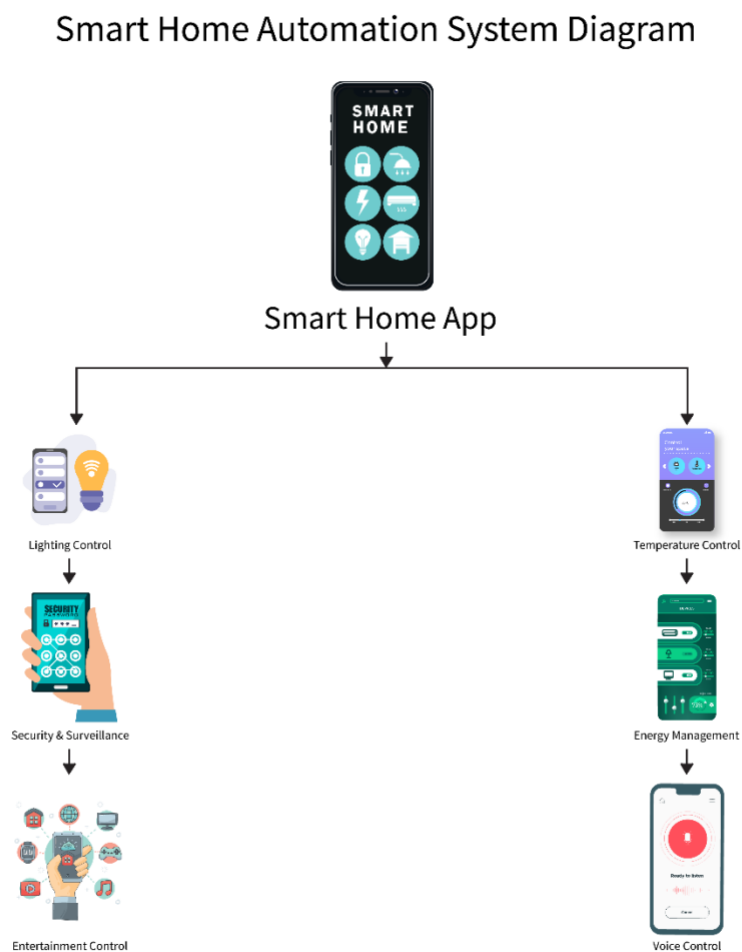 Smart Home Automation System Diagram
SMART
HOME
Smart Home App
Lighting Control
Temperature Control
SECURITY
Security & Surveillance
Energy Management
Ready to listen
Entertainment Control
Voice Control